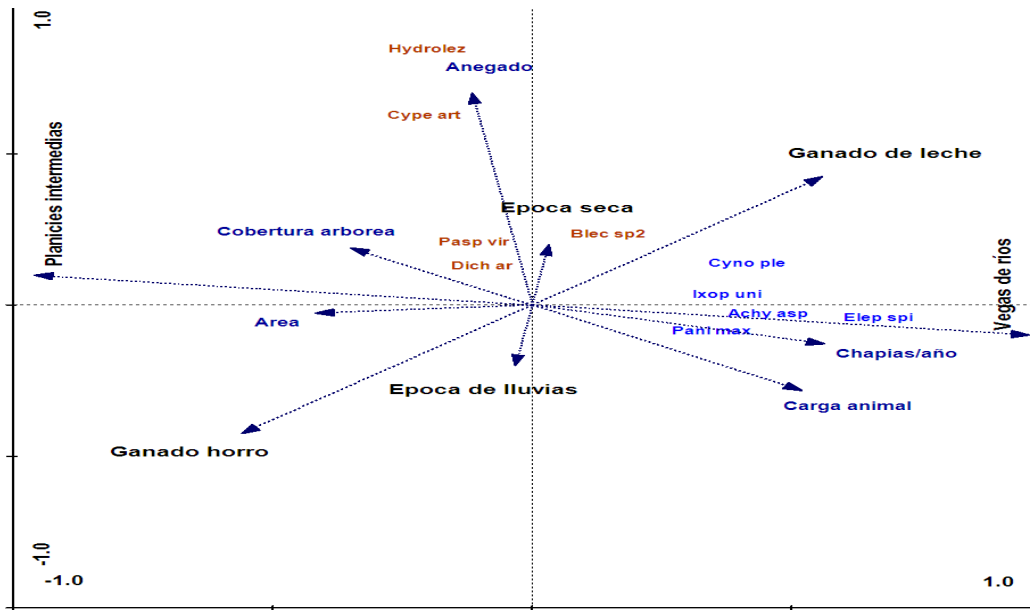 1.0
Hydrolez
Anegado
Cype art
Ganado de leche
Planicies intermedias
Epoca seca
Cobertura arborea
Pasp vir
Blec sp2
Dich ar
Cyno ple
Vegas de ríos
Ixop uni
Achy asp
Elep spi
Area
Pani max
Chapias/año
Epoca de lluvias
Carga animal
Ganado horro
-1.0
-1.0
1.0